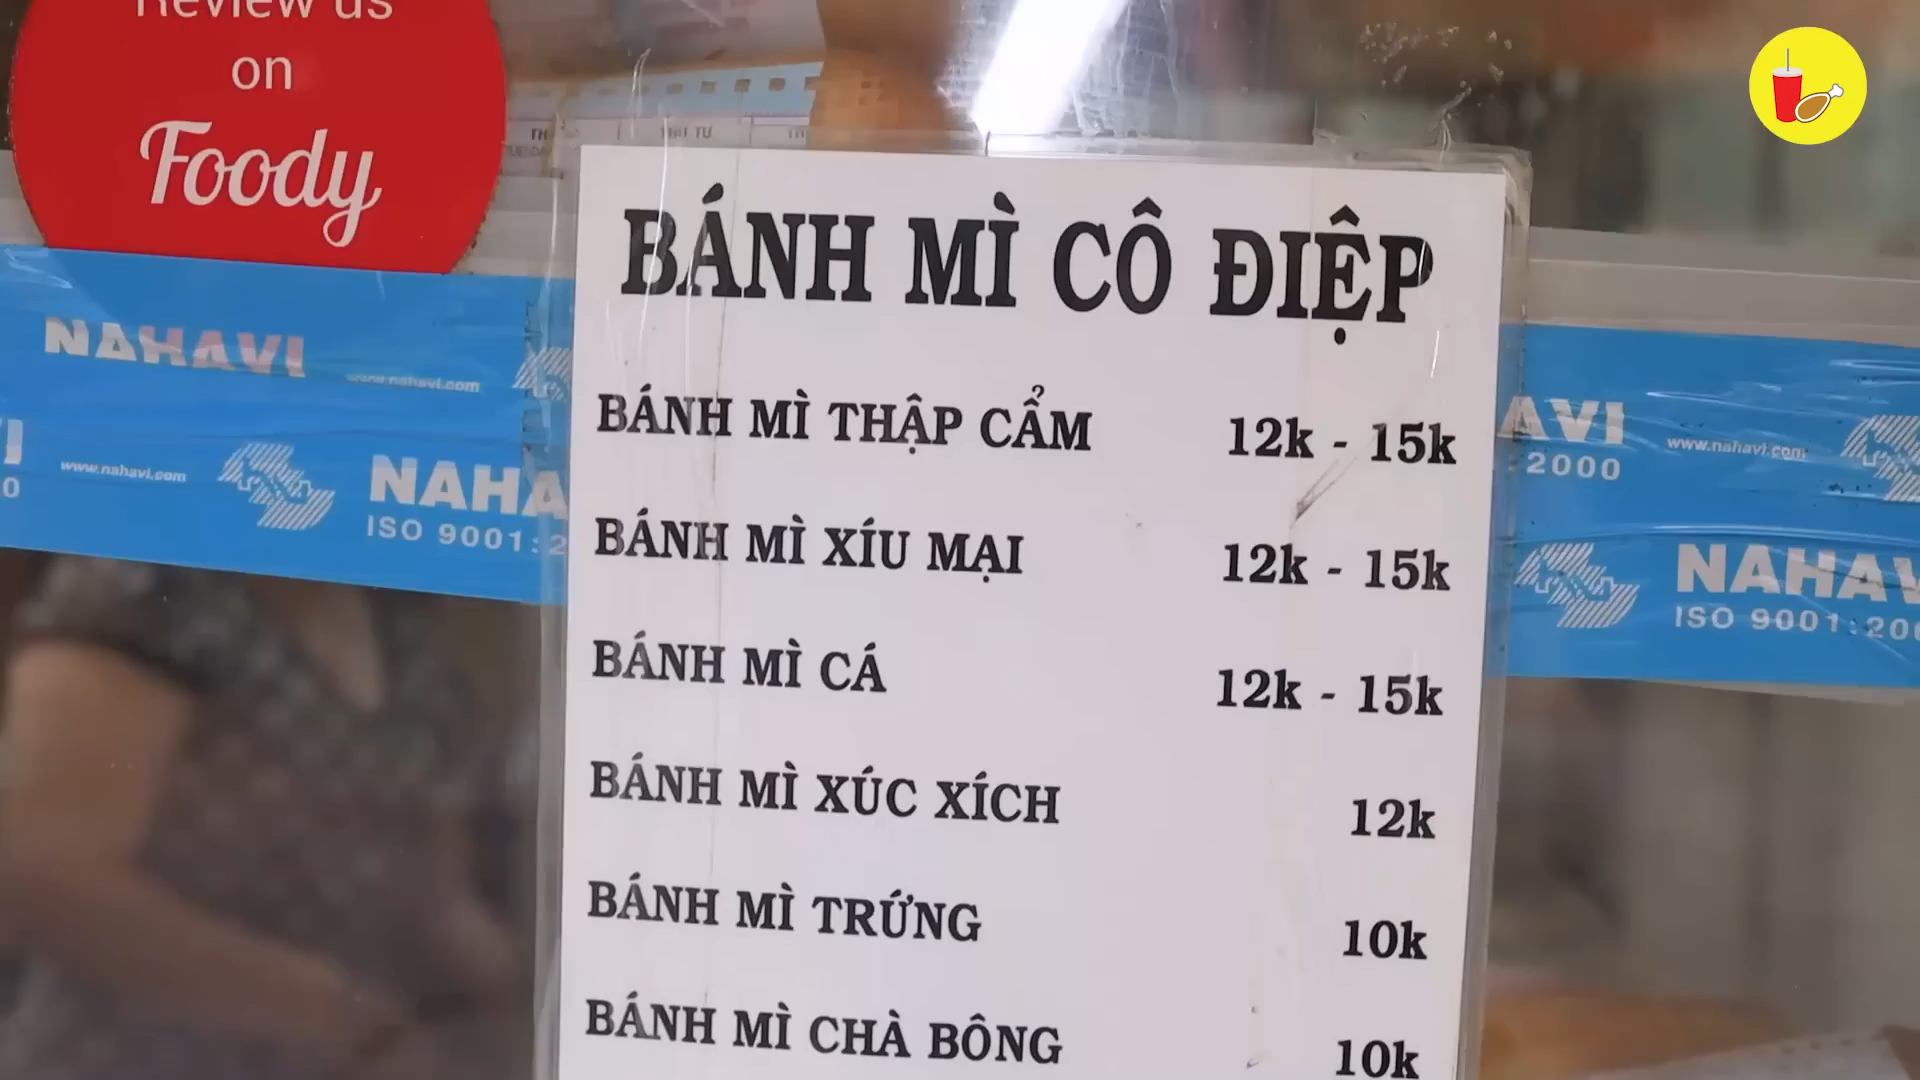 Review us
on
Foody
THỨ TƯ
BÁNH MÌ CÔ ĐIỆP
BÁNH MÌ THẬP CẨM 12k - 15k
BÁNH MÌ XÍU MẠI 12k - 15k
BÁNH MÌ CÁ 12k - 15k
BÁNH MÌ XÚC XÍCH 12k
BÁNH MÌ TRỨNG 10k
BÁNH MÌ CHÀ BÔNG 10k
NAHAVI
www.nahavi.com
www.nahavi.com
NAHA
ISO 9001:2
AVI
:2000
www.nahavi.com
NAHAV
ISO 9001:200